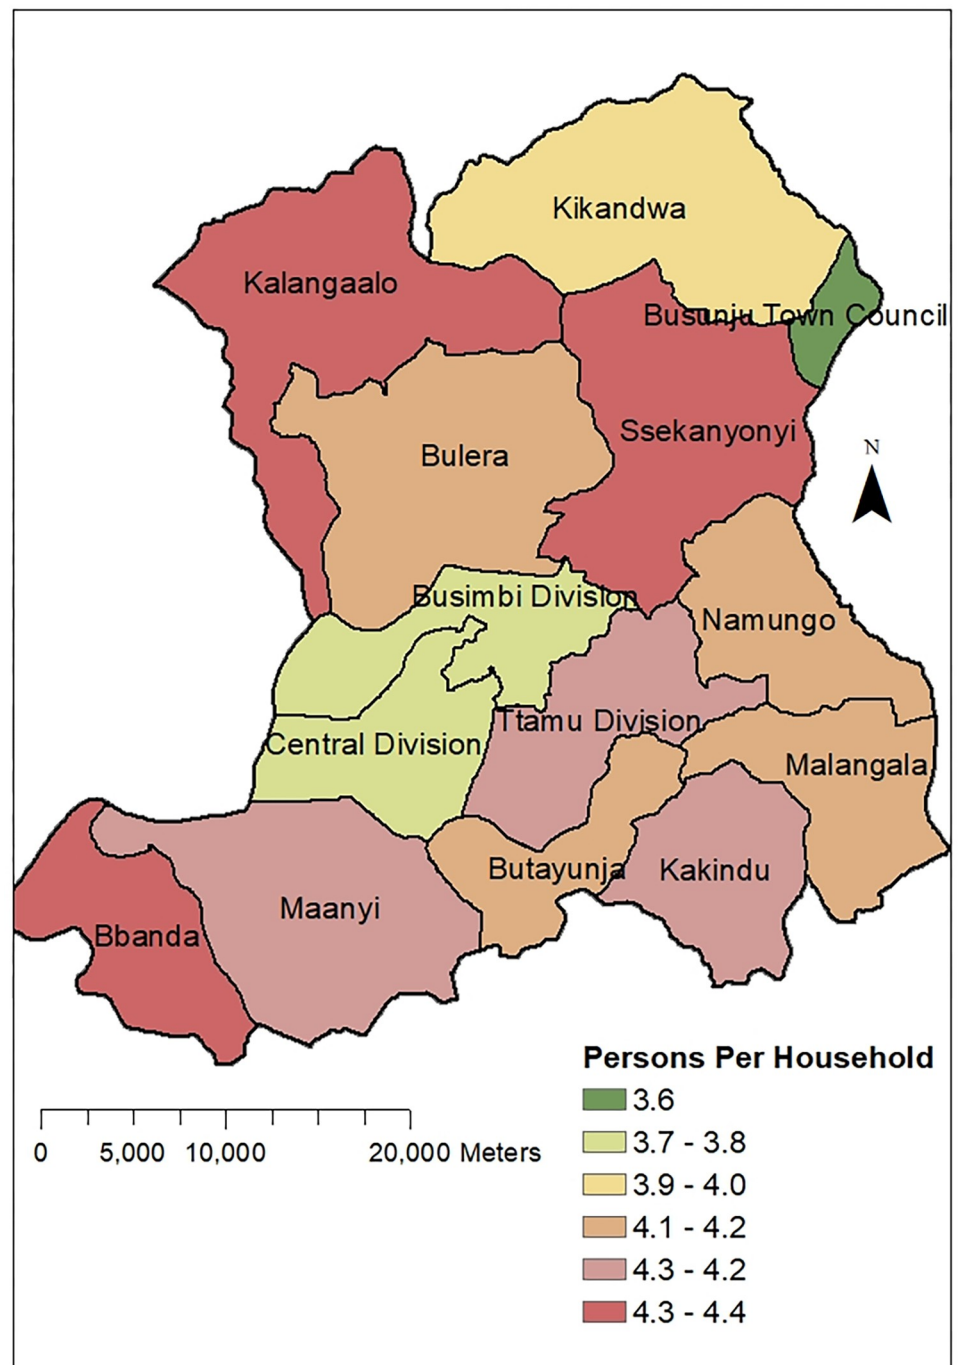 Kikandwa
Kalangaalo
Busunju Town Council
Ssekanyonyi
Bulera
N
Busimbi Division
Namungo
Ttamu Division
Central Division
Malangala
Butayunja
Kakindu
Maanyi
Bbanda
Persons Per Household
3.6
3.7 - 3.8
3.9 - 4.0
4.1 - 4.2
4.3 - 4.2
4.3 - 4.4
0 5,000 10,000 20,000 Meters